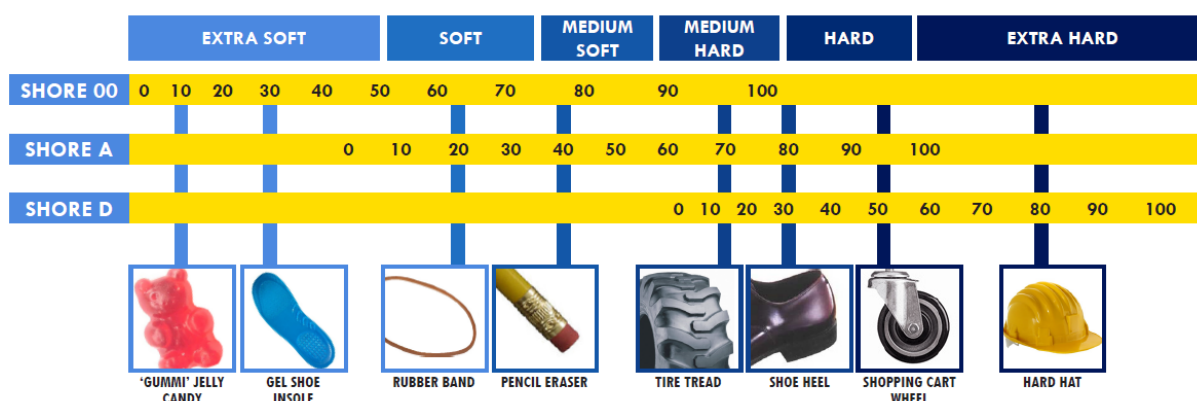 EXTRA SOFT
SOFT
MEDIUM
SOFT
MEDIUM
HARD
HARD
EXTRA HARD
SHORE 00 0 10 20 30 40 50 60 70 80 90 100
SHORE A 0 10 20 30 40 50 60 70 80 90 100
SHORE D 0 10 20 30 40 50 60 70 80 90 100
'GUMMI' JELLY
CANDY
GEL SHOE
INSOLE
RUBBER BAND
PENCIL ERASER
TIRE TREAD
SHOE HEEL
SHOPPING CART
WHEEL
HARD HAT